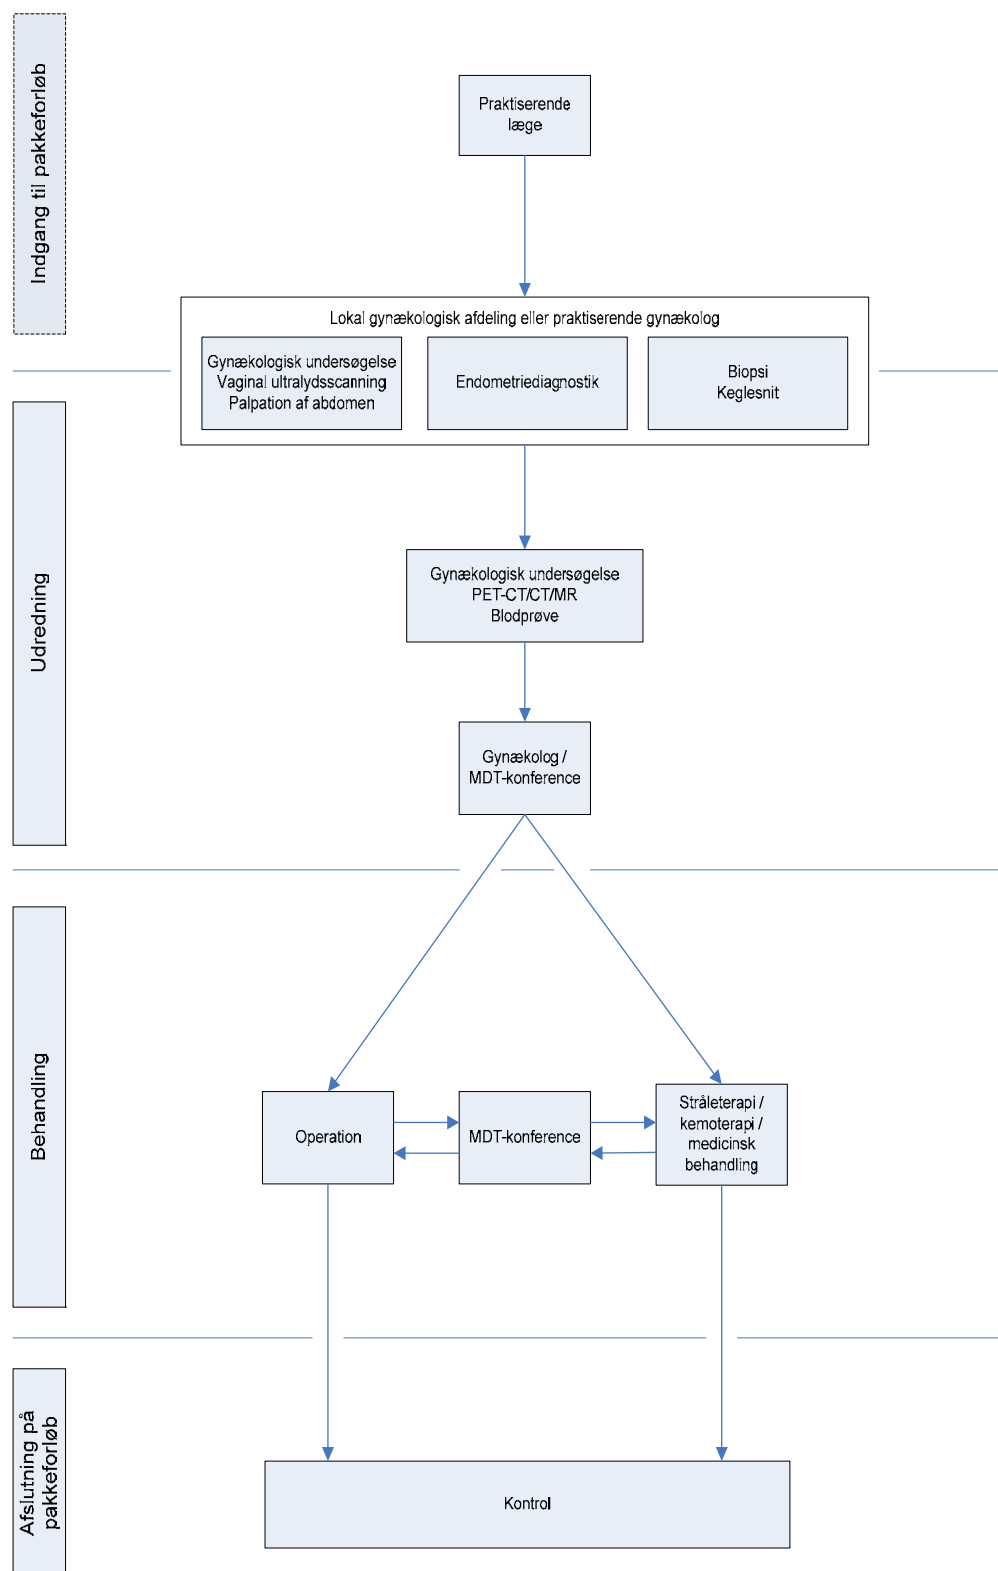 Indgang til pakkeforløb
Praktiserende
læge
Lokal gynækologisk afdeling eller praktiserende gynækolog
Gynækologisk undersøgelse
Vaginal ultralydsscanning
Palpation af abdomen
Endometriediagnostik
Biopsi
Keglesnit
Udredning
Gynækologisk undersøgelse
PET-CT/CT/MR
Blodprøve
Gynækolog /
MDT-konference
Behandling
Operation
MDT-konference
Stråleterapi /
kemoterapi /
medicinsk
behandling
Afslutning på
pakkeforløb
Kontrol